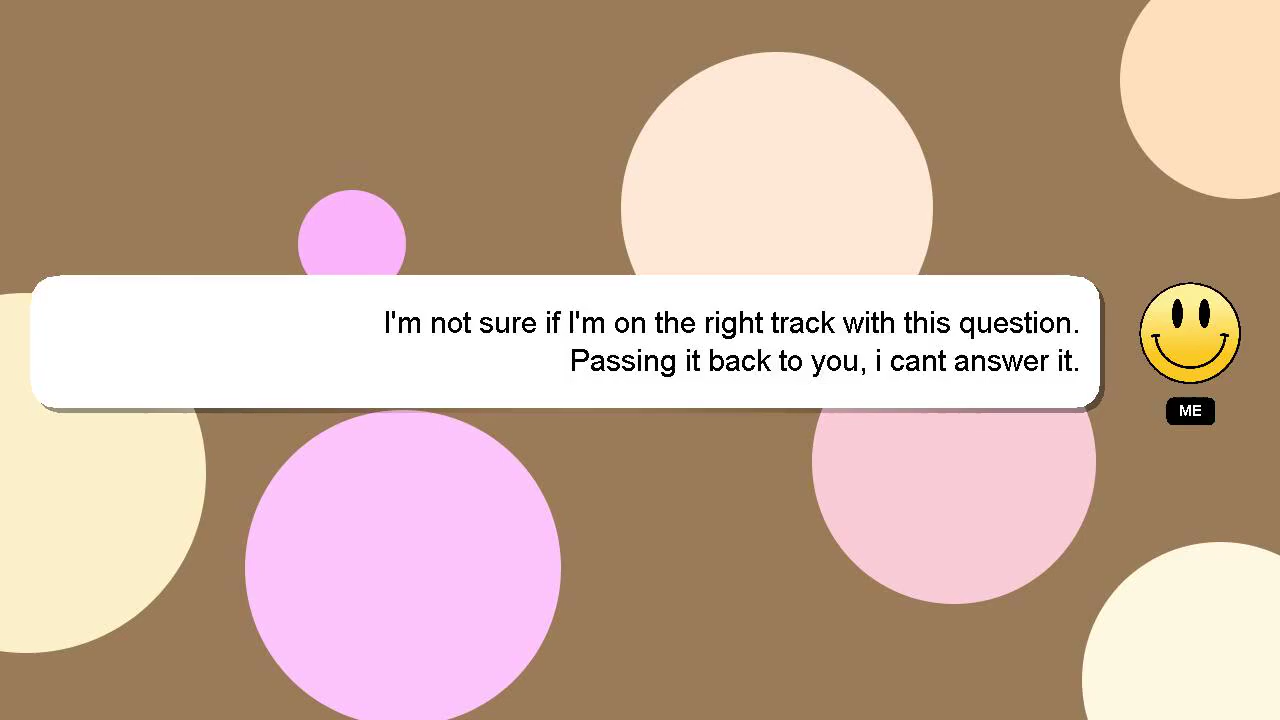 I'm not sure if I'm on the right track with this question.
Passing it back to you, i cant answer it.
ME